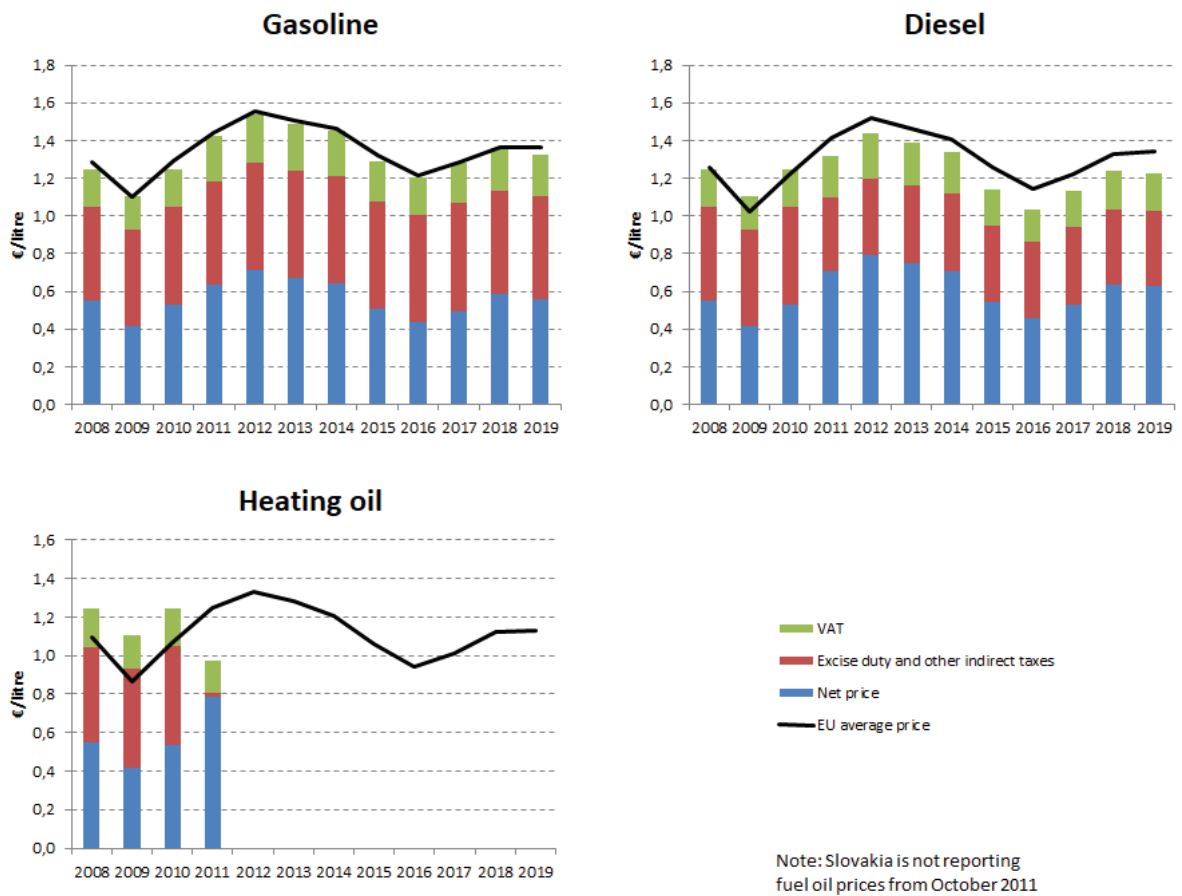 Gasoline
€/litre
1,8
1,6
1,4
1,2
1,0
0,8
0,6
0,4
0,2
0,0
2008 2009 2010 2011 2012 2013 2014 2015 2016 2017 2018 2019
Diesel
€/litre
1,8
1,6
1,4
1,2
1,0
0,8
0,6
0,4
0,2
0,0
2008 2009 2010 2011 2012 2013 2014 2015 2016 2017 2018 2019
Heating oil
€/litre
1,6
1,4
1,2
1,0
0,8
0,6
0,4
0,2
0,0
2008 2009 2010 2011 2012 2013 2014 2015 2016 2017 2018 2019
VAT
Excise duty and other indirect taxes
Net price
EU average price
Note: Slovakia is not reporting
fuel oil prices from October 2011